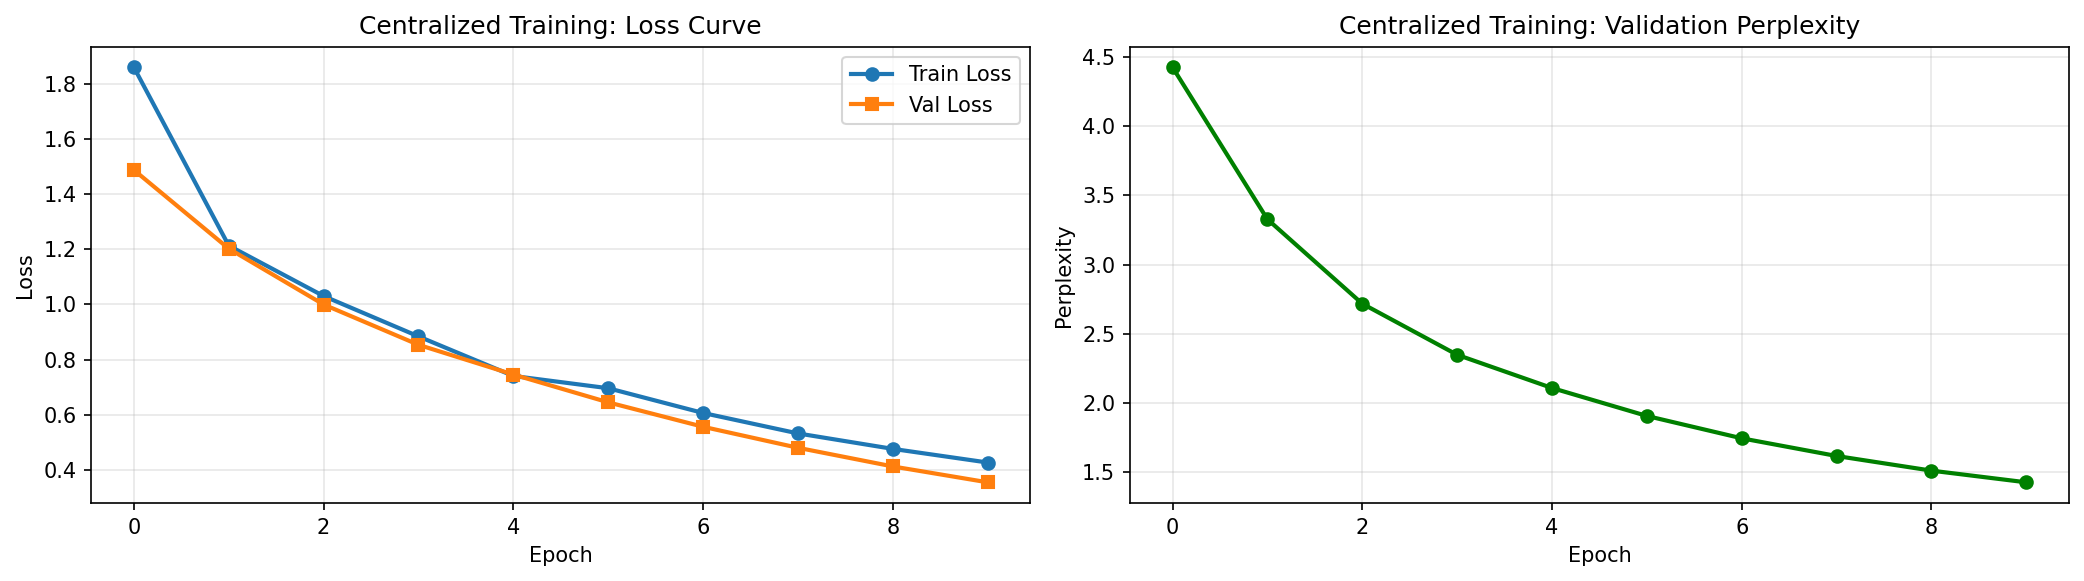 Centralized Training: Loss Curve
Train Loss
Val Loss
1.8
1.6
1.4
1.2
1.0
0.8
0.6
0.4
Loss
0 2 4 6 8
Epoch
Centralized Training: Validation Perplexity
4.5
4.0
3.5
3.0
2.5
2.0
1.5
Perplexity
0 2 4 6 8
Epoch